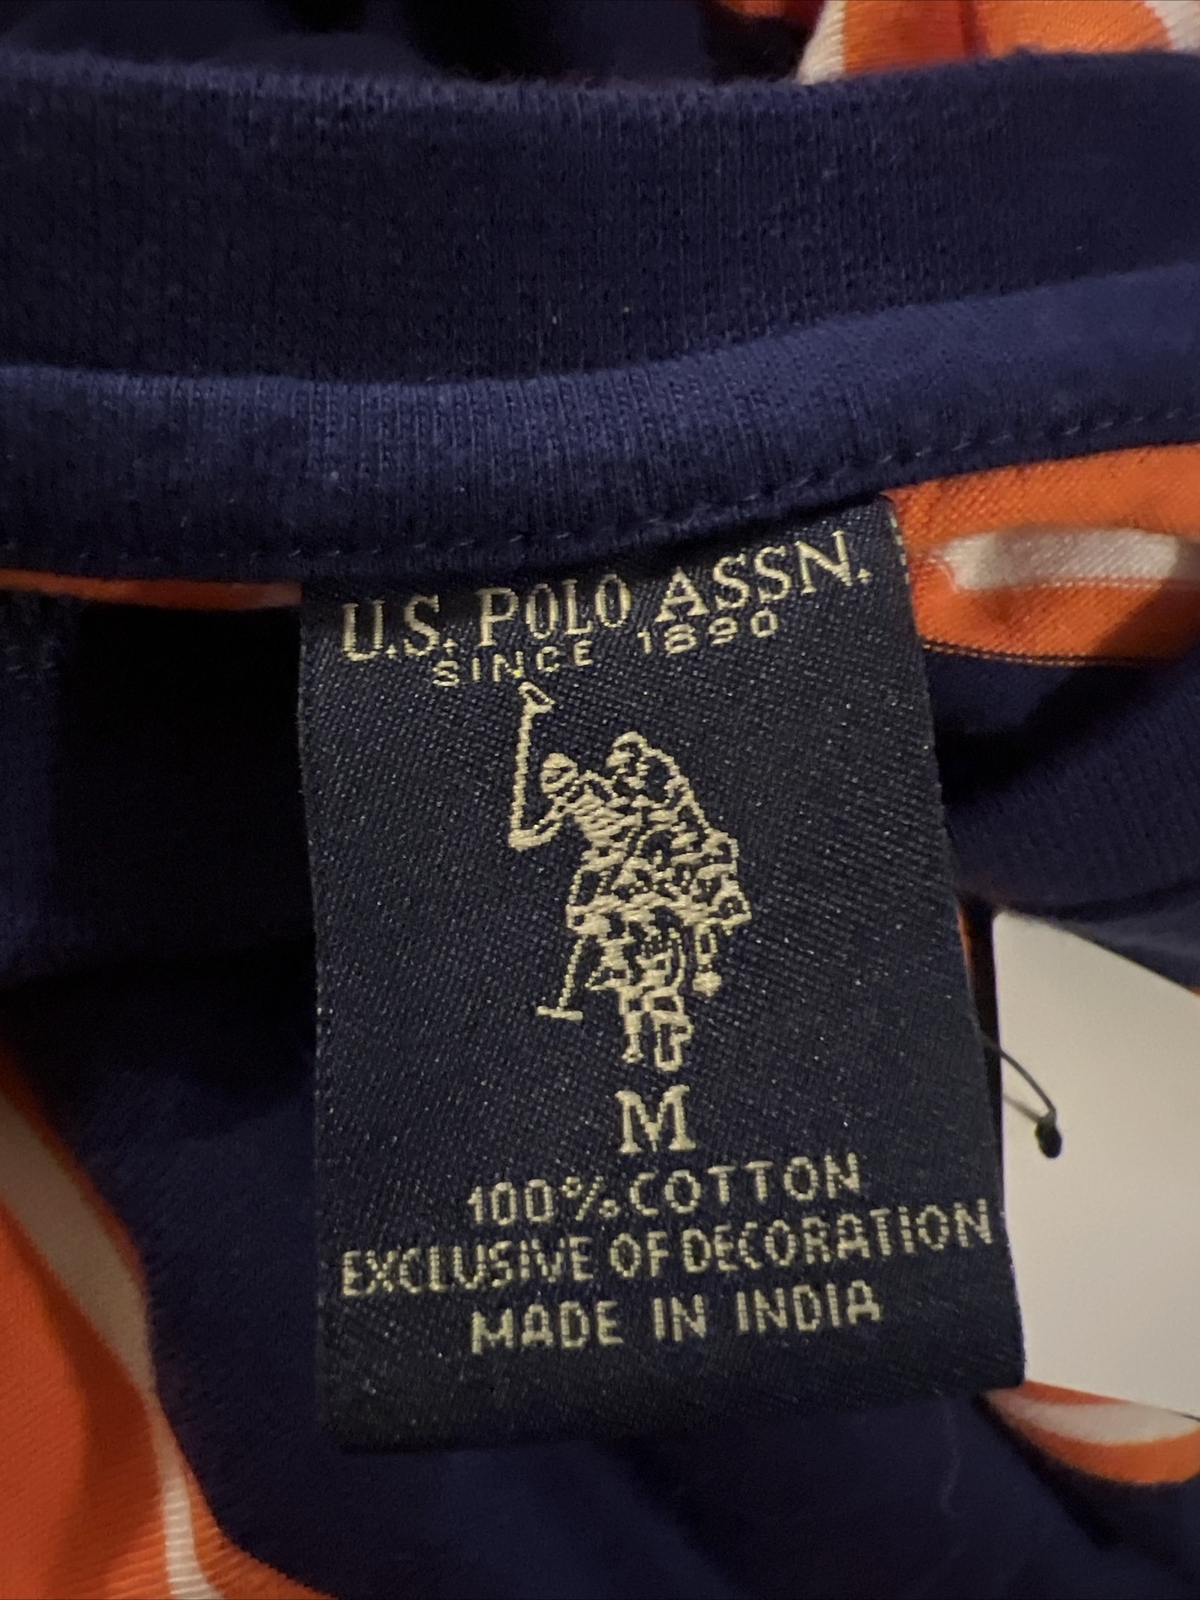 U.S. POLO ASSN.
SINCE 1890
M
100% COTTON
EXCLUSIVE OF DECORATION
MADE IN INDIA